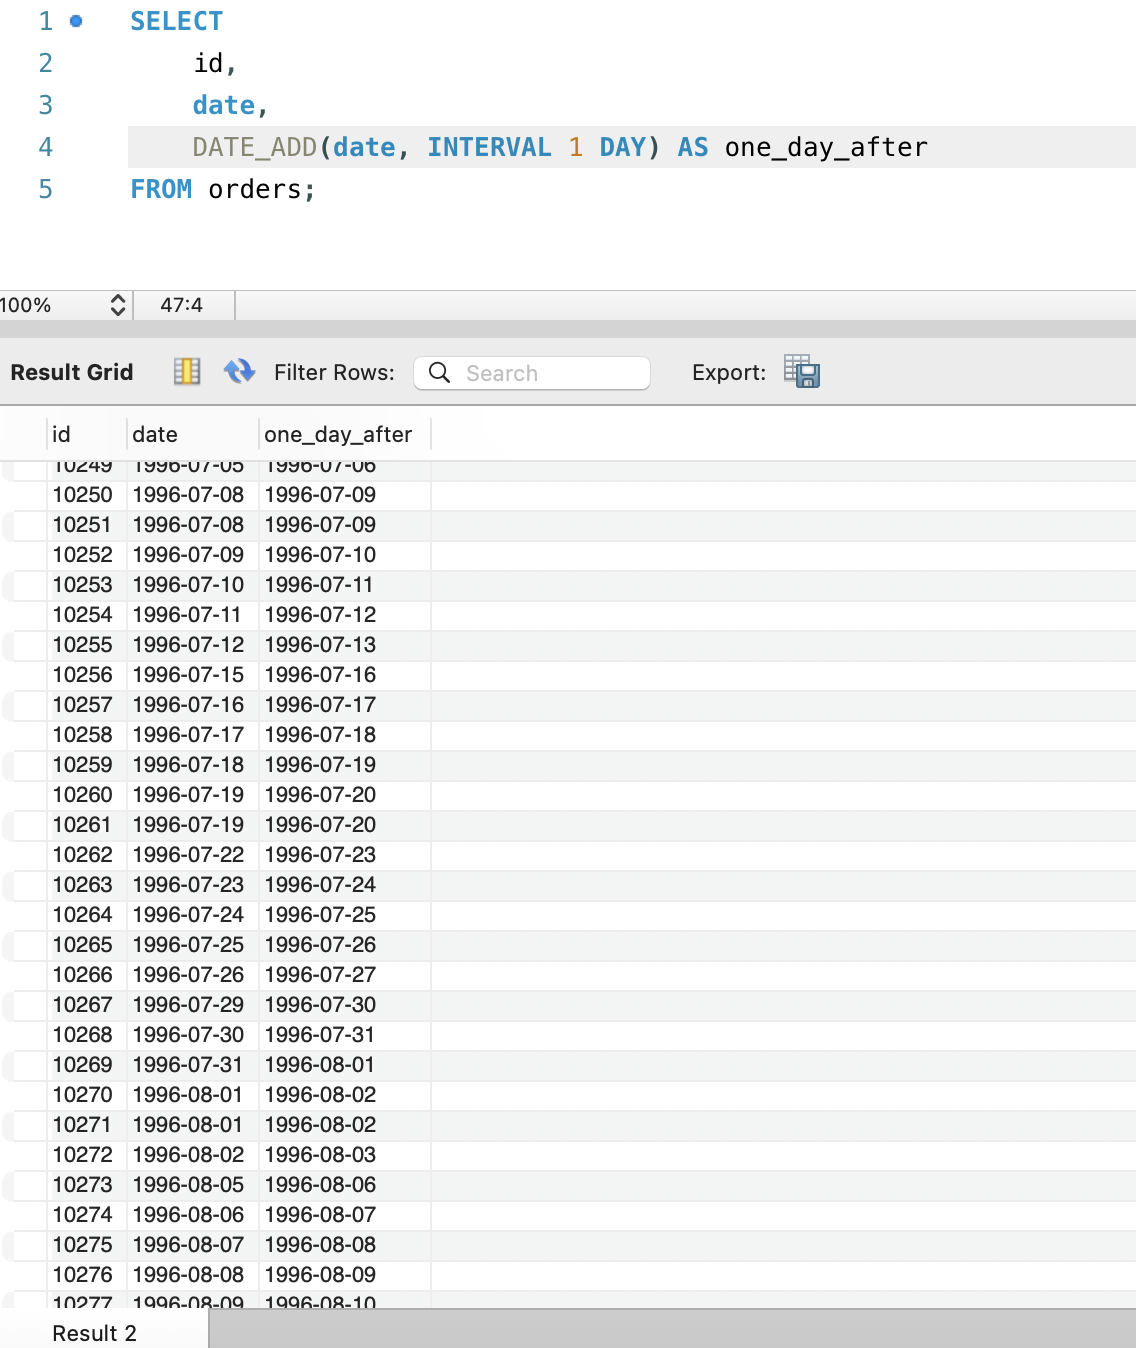 1 SELECT
2 id,
3 date,
4 DATE_ADD(date, INTERVAL 1 DAY) AS one_day_after
5 FROM orders;
100% 47:4
Result Grid Filter Rows: Search Export:
id date one_day_after
10249 1996-07-05 1996-07-06
10250 1996-07-08 1996-07-09
10251 1996-07-08 1996-07-09
10252 1996-07-09 1996-07-10
10253 1996-07-10 1996-07-11
10254 1996-07-11 1996-07-12
10255 1996-07-12 1996-07-13
10256 1996-07-15 1996-07-16
10257 1996-07-16 1996-07-17
10258 1996-07-17 1996-07-18
10259 1996-07-18 1996-07-19
10260 1996-07-19 1996-07-20
10261 1996-07-19 1996-07-20
10262 1996-07-22 1996-07-23
10263 1996-07-23 1996-07-24
10264 1996-07-24 1996-07-25
10265 1996-07-25 1996-07-26
10266 1996-07-26 1996-07-27
10267 1996-07-29 1996-07-30
10268 1996-07-30 1996-07-31
10269 1996-07-31 1996-08-01
10270 1996-08-01 1996-08-02
10271 1996-08-01 1996-08-02
10272 1996-08-02 1996-08-03
10273 1996-08-05 1996-08-06
10274 1996-08-06 1996-08-07
10275 1996-08-07 1996-08-08
10276 1996-08-08 1996-08-09
10277 1996-08-09 1996-08-10
Result 2